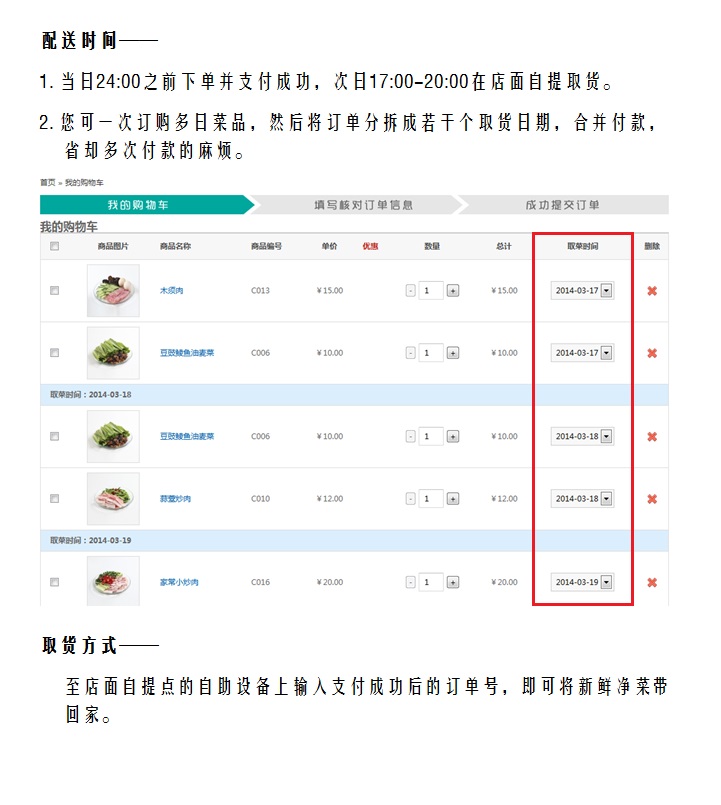 配送时间——
1. 当日24:00之前下单并支付成功，次日17:00-20:00在店面自提取货。
2. 您可一次订购多日菜品，然后将订单分拆成若干个取货日期，合并付款，
省却多次付款的麻烦。
首页 » 我的购物车
我的购物车 填写核对订单信息 成功提交订单
我的购物车
商品图片 商品名称 商品编号 单价 优惠 数量 总计 取菜时间 删除
木须肉 C013 ￥15.00 - 1 + ￥15.00 2014-03-17
豆豉鲮鱼油麦菜 C006 ￥10.00 - 1 + ￥10.00 2014-03-17
取菜时间：2014-03-18
豆豉鲮鱼油麦菜 C006 ￥10.00 - 1 + ￥10.00 2014-03-18
蒜薹炒肉 C010 ￥12.00 - 1 + ￥12.00 2014-03-18
取菜时间：2014-03-19
家常小炒肉 C016 ￥20.00 - 1 + ￥20.00 2014-03-19
取货方式——
至店面自提点的自助设备上输入支付成功后的订单号，即可将新鲜净菜带
回家。